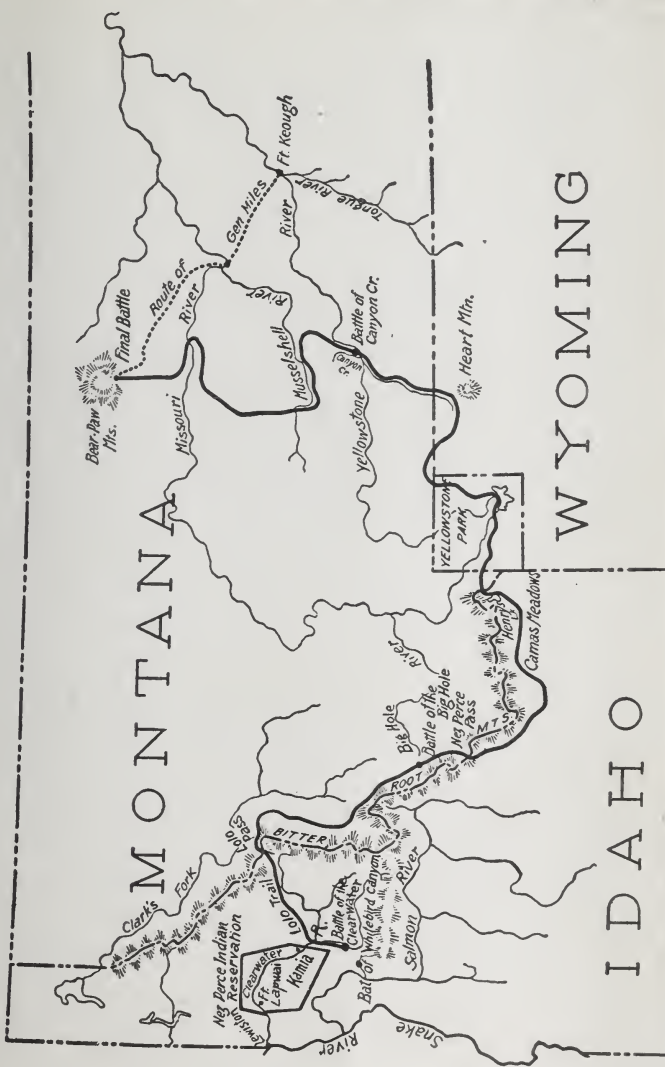 MONTANA
WYOMING
IDAHO
Bear-Paw
Mts.
Final Battle
Route of
Gen Miles
Ft. Keough
River
Tongue
River
Missouri
River
Musselshell
River
Battle of
Canyon Cr.
Yellowstone
Heart Mtn.
YELLOWSTONE
PARK
Henrys
Camas Meadows
River
Big Hole
Battle of the
Big Hole
Nez Perce
Pass
BITTER ROOT MTS.
Clark's Fork
Lolo
Pass
Lolo Trail
Nez Perce Indian
Reservation
Clearwater
R.
Ft.
Lapwai
Kamia
Lewiston
Battle of the
Clearwater
Bat. of Whitebird Canyon
Salmon
River
Snake
River